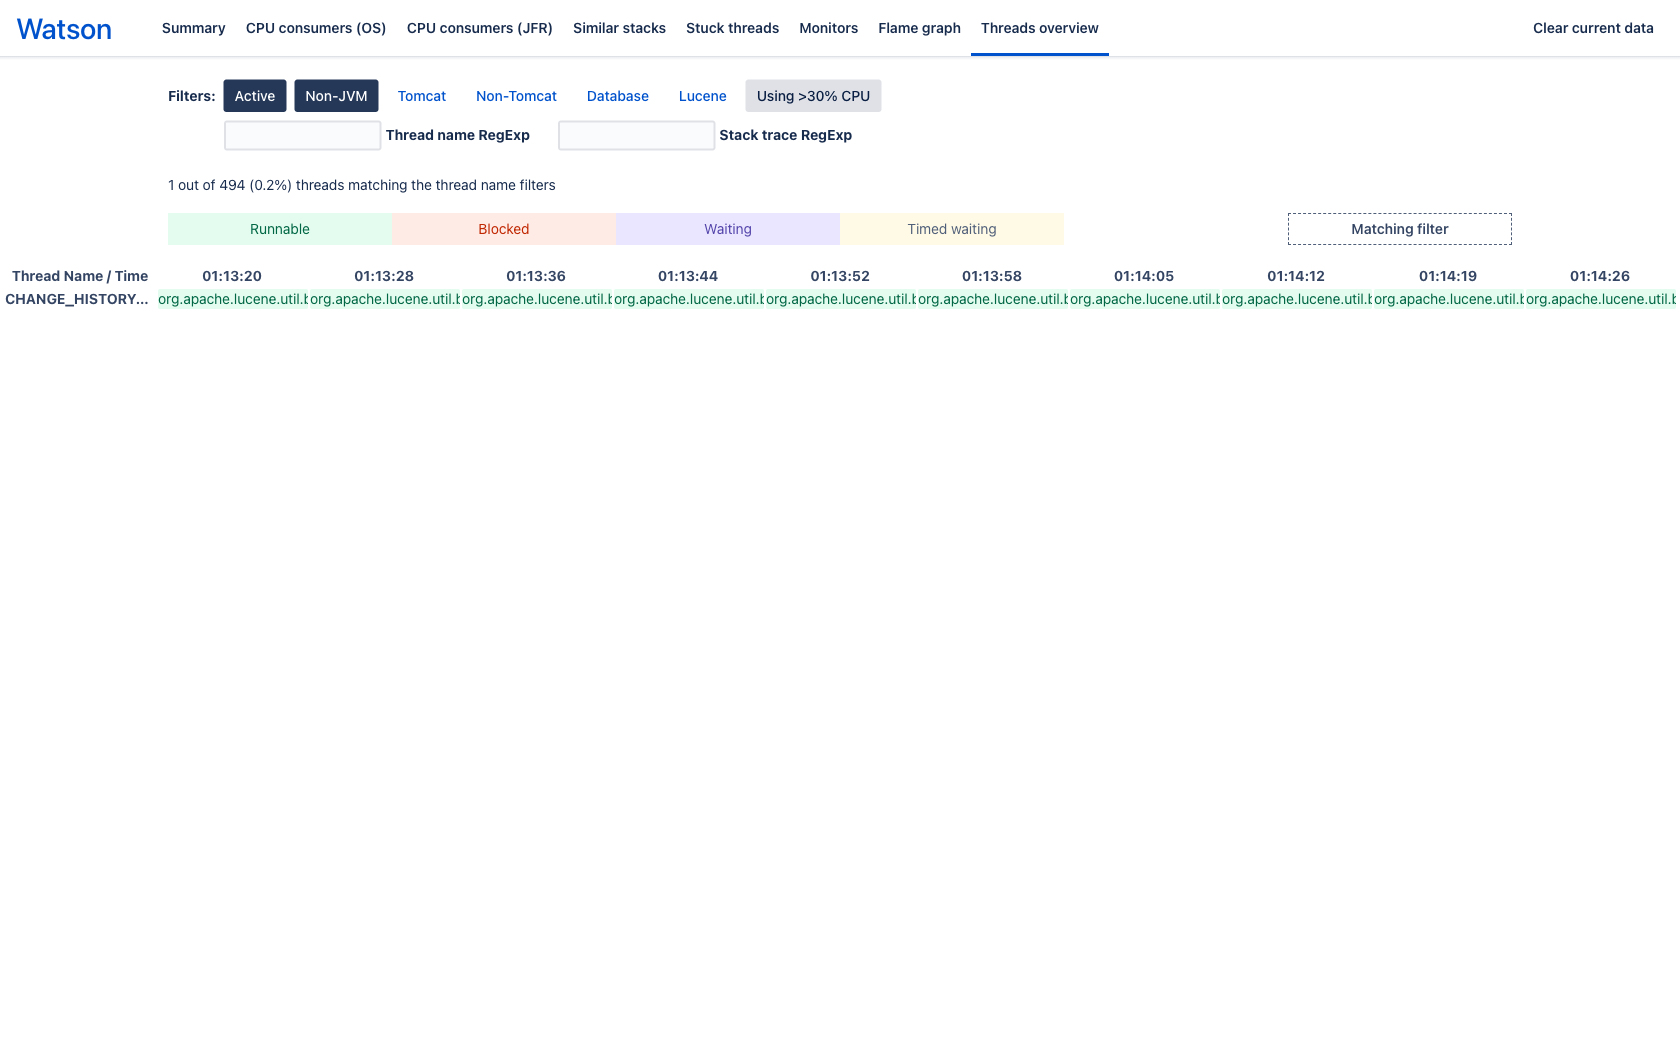 Watson Summary CPU consumers (OS) CPU consumers (JFR) Similar stacks Stuck threads Monitors Flame graph Threads overview Clear current data
Filters: Active Non-JVM Tomcat Non-Tomcat Database Lucene Using >30% CPU
Thread name RegExp Stack trace RegExp
1 out of 494 (0.2%) threads matching the thread name filters
Runnable Blocked Waiting Timed waiting Matching filter
Thread Name / Time 01:13:20 01:13:28 01:13:36 01:13:44 01:13:52 01:13:58 01:14:05 01:14:12 01:14:19 01:14:26
CHANGE_HISTORY... org.apache.lucene.util. org.apache.lucene.util. org.apache.lucene.util. org.apache.lucene.util. org.apache.lucene.util. org.apache.lucene.util. org.apache.lucene.util. org.apache.lucene.util. org.apache.lucene.util. org.apache.lucene.util.